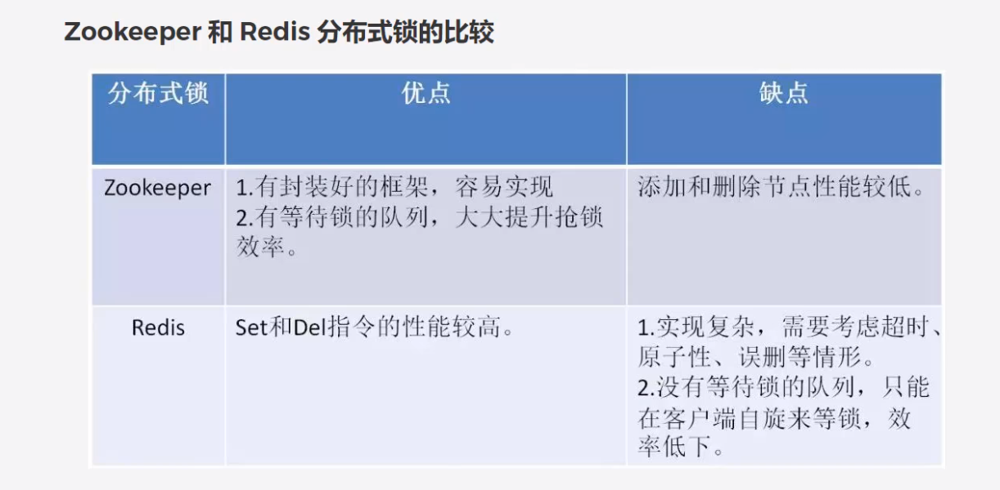 Zookeeper 和 Redis 分布式锁的比较
分布式锁 优点 缺点
Zookeeper
1.有封装好的框架，容易实现
2.有等待锁的队列，大大提升抢锁
效率。
添加和删除节点性能较低。
Redis
Set和Del指令的性能较高。
1.实现复杂，需要考虑超时、
原子性、误删等情形。
2.没有等待锁的队列，只能
在客户端自旋来等锁，效
率低下。